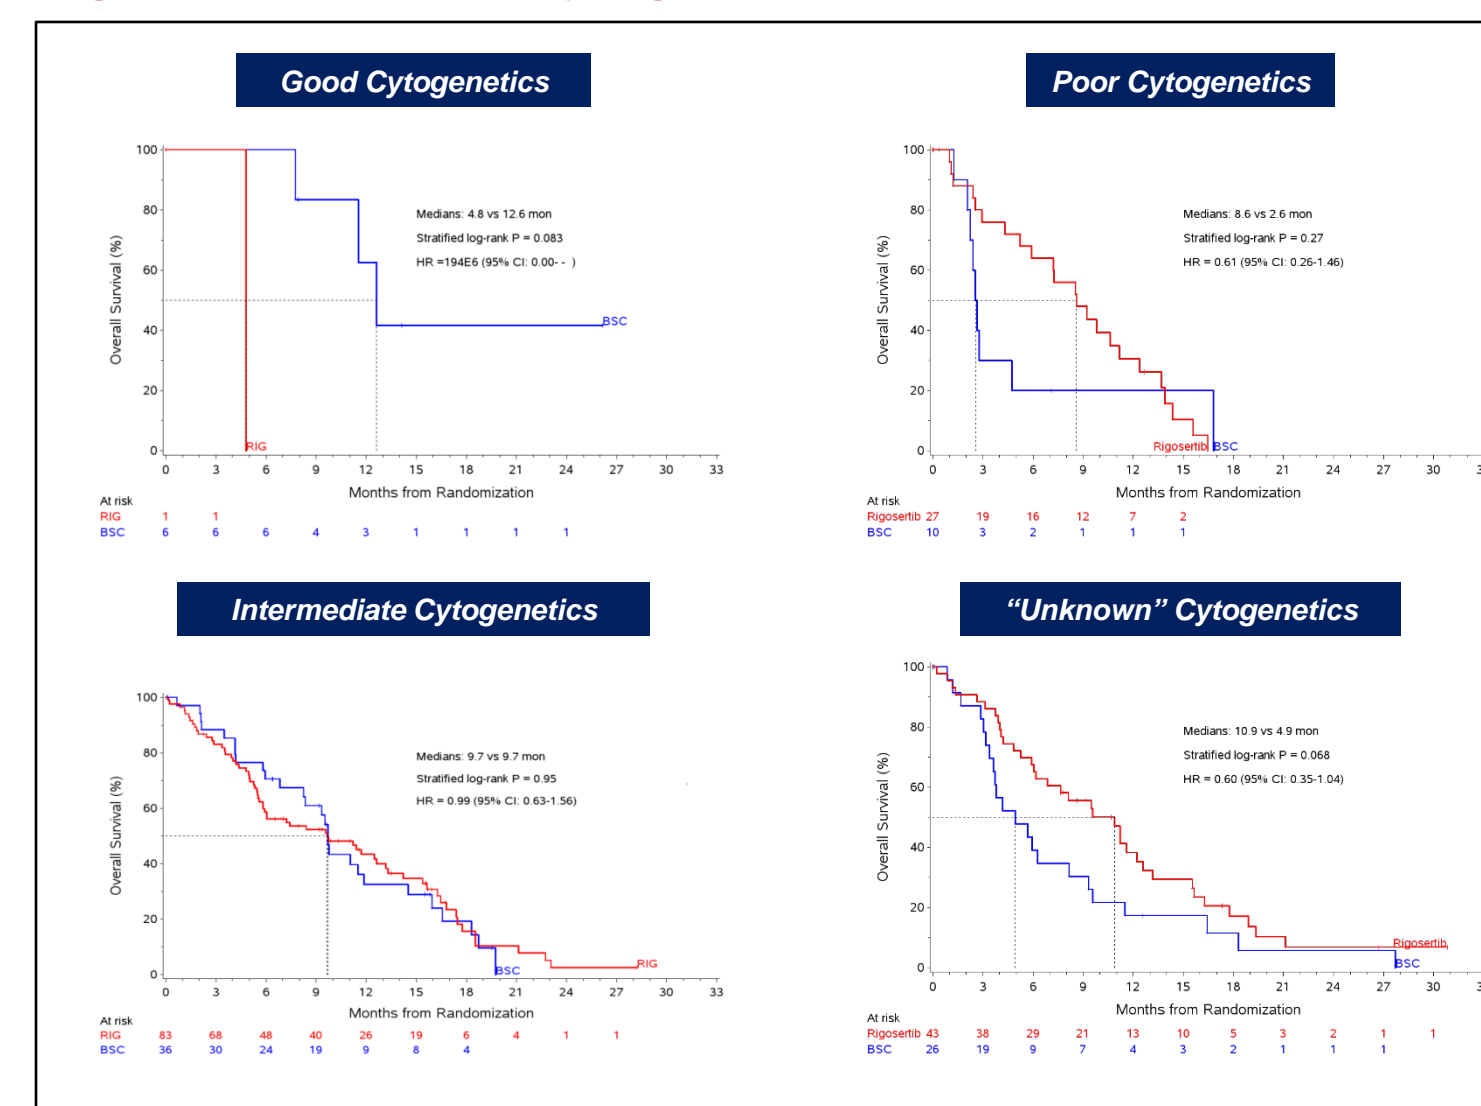 Good Cytogenetics
100
80
60
40
20
0
Overall Survival (%)
Medians: 4.8 vs 12.6 mon
Stratified log-rank P = 0.083
HR =194E6 (95% CI: 0.00- - )
BSC
RIG
0 3 6 9 12 15 18 21 24 27 30 33
Months from Randomization
At risk
RIG 1 1
BSC 6 6 6 4 3 1 1 1 1
Poor Cytogenetics
100
80
60
40
20
0
Overall Survival (%)
Medians: 8.6 vs 2.6 mon
Stratified log-rank P = 0.27
HR = 0.61 (95% CI: 0.26-1.46)
Rigosertib BSC
0 3 6 9 12 15 18 21 24 27 30
Months from Randomization
At risk
Rigosertib 27 19 16 12 7 2
BSC 10 3 2 1 1 1
Intermediate Cytogenetics
100
80
60
40
20
0
Overall Survival (%)
Medians: 9.7 vs 9.7 mon
Stratified log-rank P = 0.95
HR = 0.99 (95% CI: 0.63-1.56)
RIG
BSC
0 3 6 9 12 15 18 21 24 27 30 33
Months from Randomization
At risk
RIG 83 68 48 40 26 19 6 4 1 1
BSC 36 30 24 19 9 8 4
“Unknown” Cytogenetics
100
80
60
40
20
0
Overall Survival (%)
Medians: 10.9 vs 4.9 mon
Stratified log-rank P = 0.068
HR = 0.60 (95% CI: 0.35-1.04)
Rigosertib
BSC
0 3 6 9 12 15 18 21 24 27 30
Months from Randomization
At risk
Rigosertib 43 38 29 21 13 10 5 3 2 1 1
BSC 26 19 9 7 4 3 2 1 1 1